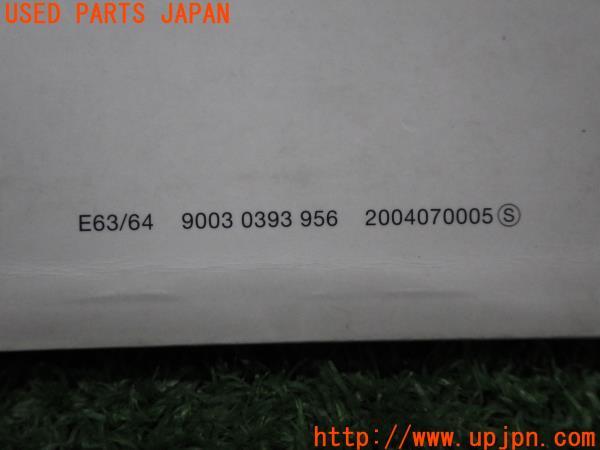 USED PARTS JAPAN
E63/64 9003 0393 956 2004070005Ⓢ
http://www.upjpn.com/